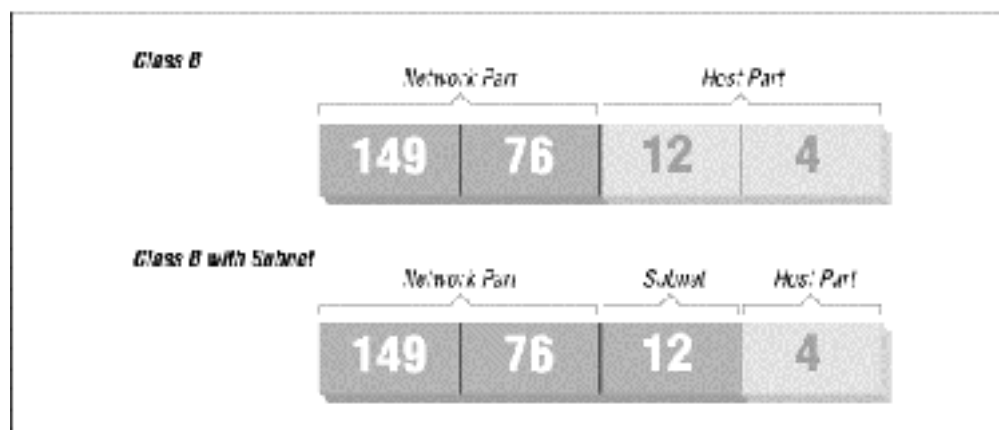 Class B
Network Part Host Part
149 76 12 4
Class B with Subnet
Network Part Subnet Host Part
149 76 12 4